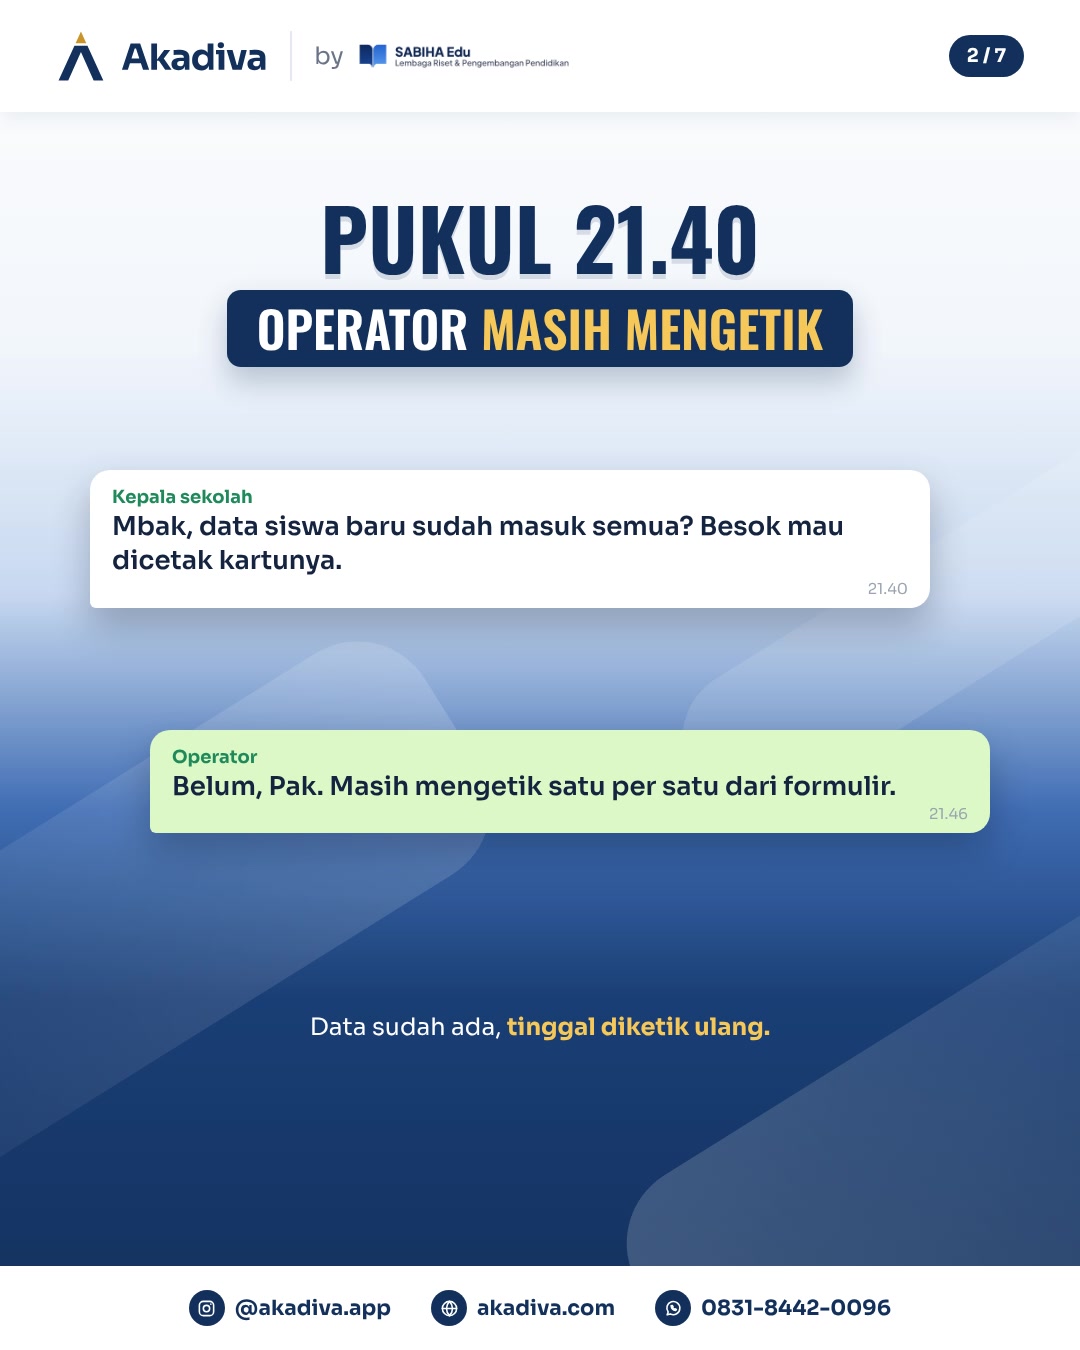 Akadiva
by
SABIHA Edu
Lembaga Riset & Pengembangan Pendidikan
2 / 7
PUKUL 21.40
OPERATOR MASIH MENGETIK
Kepala sekolah
Mbak, data siswa baru sudah masuk semua? Besok mau
dicetak kartunya.
21.40
Operator
Belum, Pak. Masih mengetik satu per satu dari formulir.
21.46
Data sudah ada, tinggal diketik ulang.
@akadiva.app
akadiva.com
0831-8442-0096